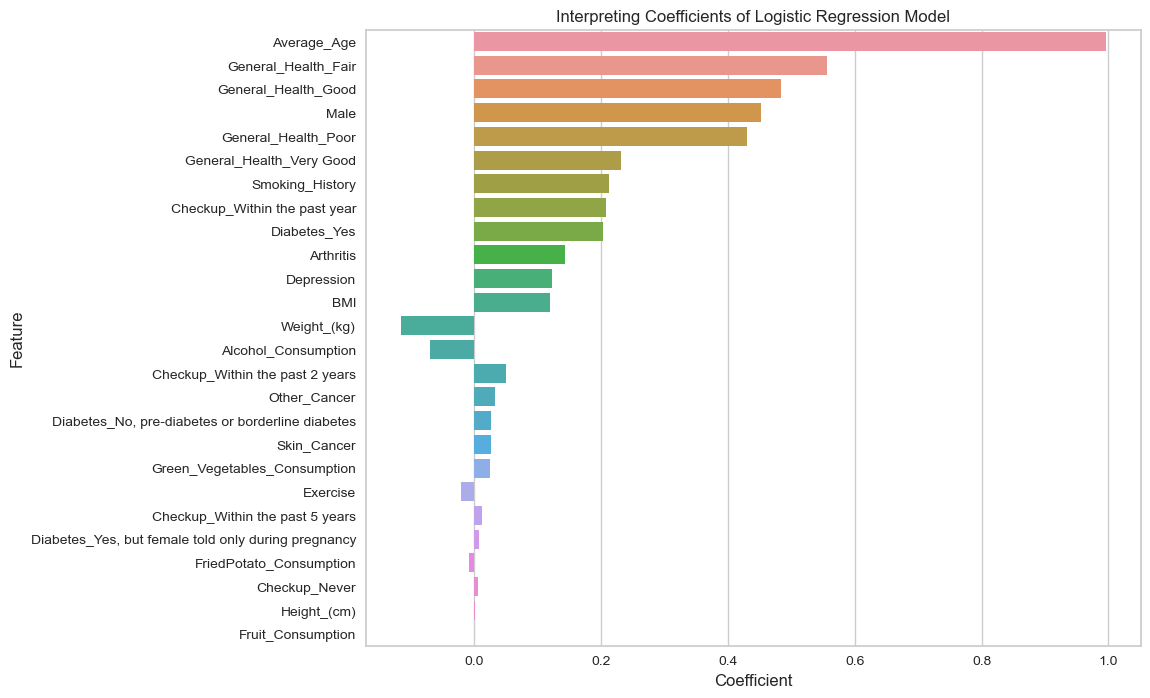 Interpreting Coefficients of Logistic Regression Model
Feature
Average_Age
General_Health_Fair
General_Health_Good
Male
General_Health_Poor
General_Health_Very Good
Smoking_History
Checkup_Within the past year
Diabetes_Yes
Arthritis
Depression
BMI
Weight_(kg)
Alcohol_Consumption
Checkup_Within the past 2 years
Other_Cancer
Diabetes_No, pre-diabetes or borderline diabetes
Skin_Cancer
Green_Vegetables_Consumption
Exercise
Checkup_Within the past 5 years
Diabetes_Yes, but female told only during pregnancy
FriedPotato_Consumption
Checkup_Never
Height_(cm)
Fruit_Consumption
0.0 0.2 0.4 0.6 0.8 1.0
Coefficient